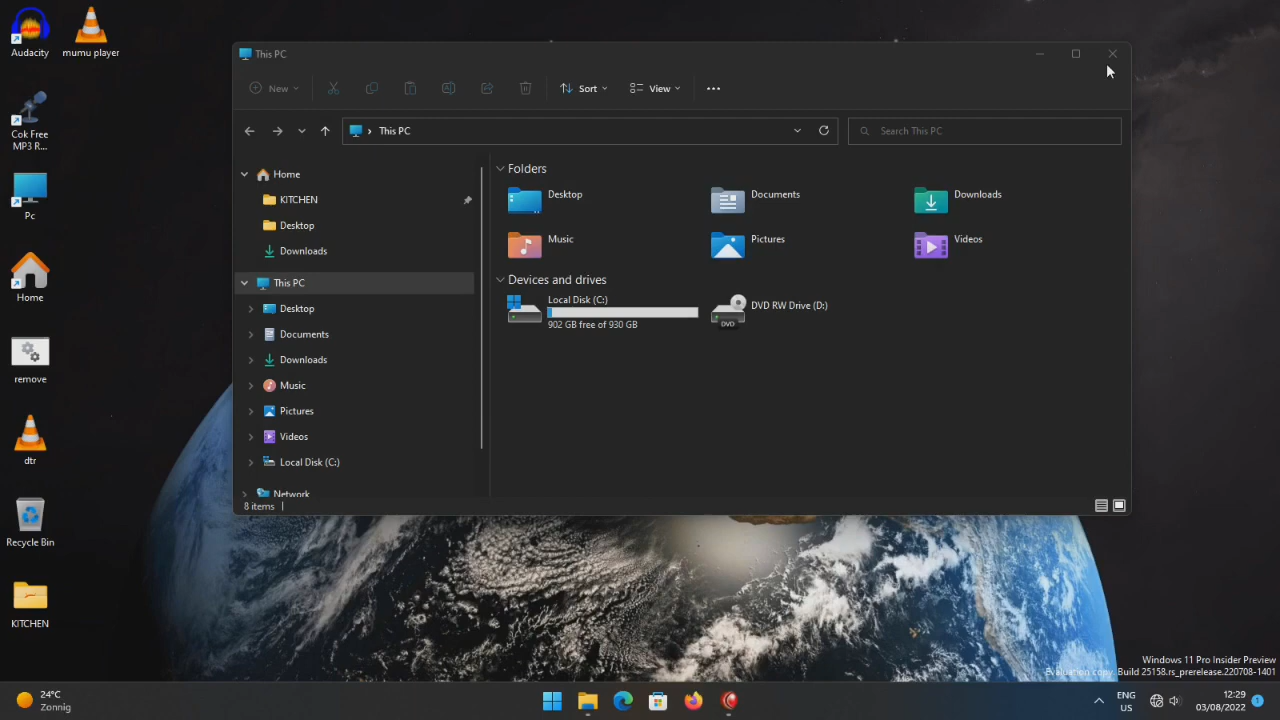 Audacity
mumu player
Cok Free
MP3 R...
Pc
Home
remove
dtr
Recycle Bin
KITCHEN
This PC
New
Sort
View
This PC
Search This PC
Home
KITCHEN
Desktop
Downloads
This PC
Desktop
Documents
Downloads
Music
Pictures
Videos
Local Disk (C:)
Network
Folders
Desktop
Documents
Downloads
Music
Pictures
Videos
Devices and drives
Local Disk (C:)
902 GB free of 930 GB
DVD RW Drive (D:)
DVD
8 items
Windows 11 Pro Insider Preview
Evaluation copy. Build 25158.rs_prerelease.220708-1401
24°C
Zonnig
ENG
US
12:29
03/08/2022
1